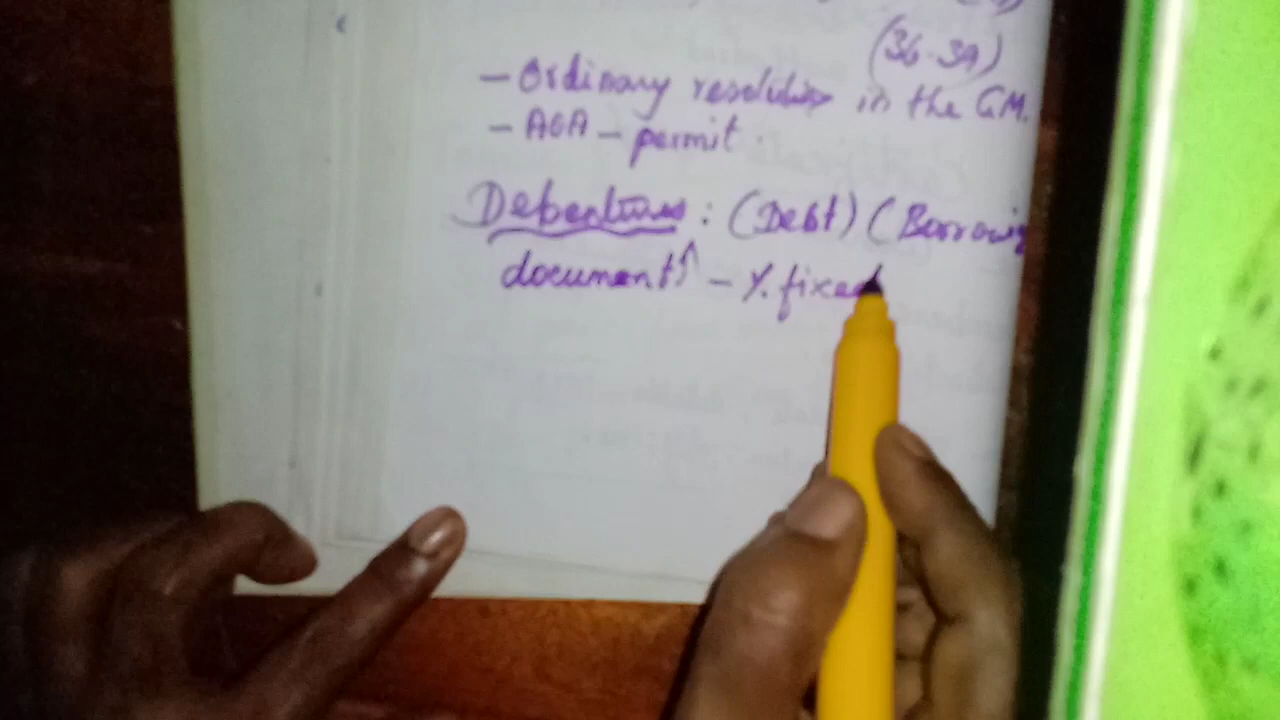 (36-39)
- Ordinary resolution in the GM.
- AOA - permit.
Debentures : (Debt) (Borrowing
document) - %. fixed